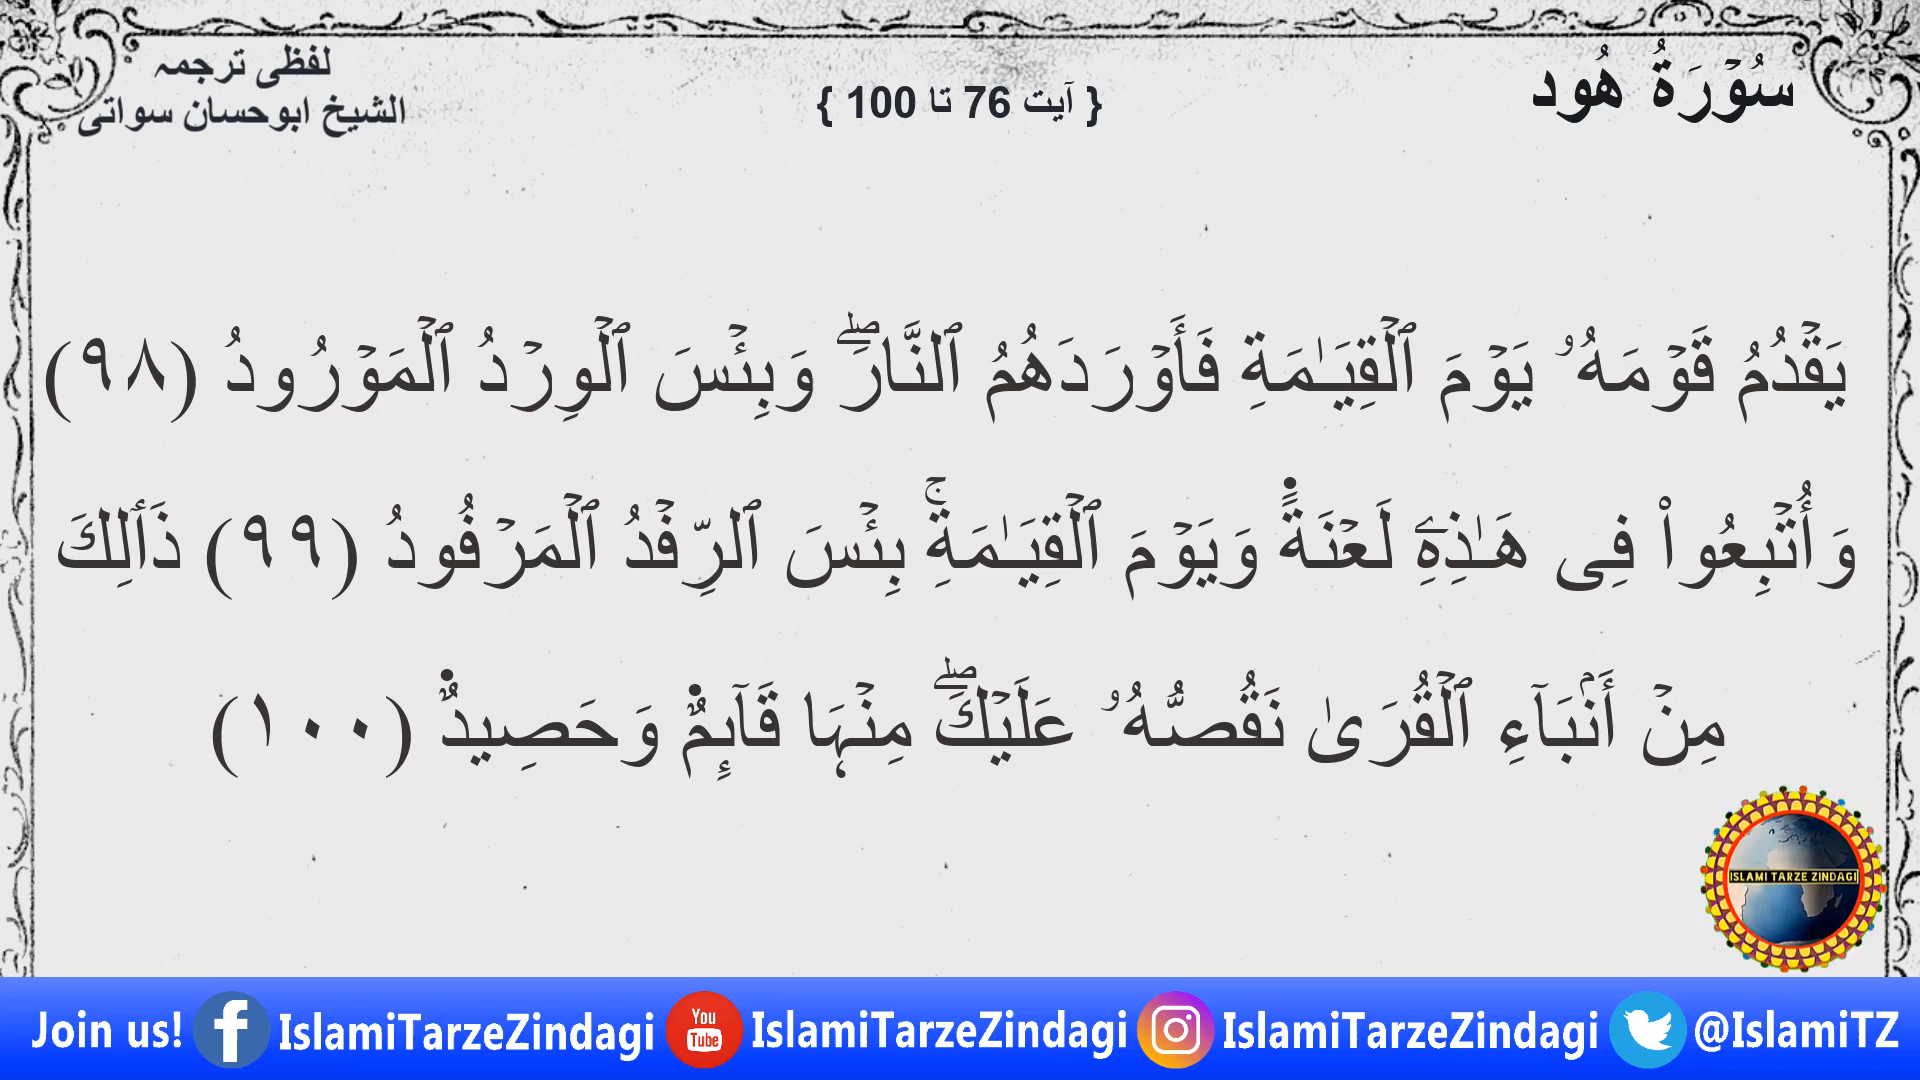 سُوۡرَةُ هُود
{ آیت 76 تا 100 }
لفظی ترجمہ
الشیخ ابوحسان سواتی
يَقۡدُمُ قَوۡمَهُۥ يَوۡمَ ٱلۡقِيَـٰمَةِ فَأَوۡرَدَهُمُ ٱلنَّارَۖ وَبِئۡسَ ٱلۡوِرۡدُ ٱلۡمَوۡرُودُ (٩٨)
وَأُتۡبِعُواْ فِى هَـٰذِهِۦ لَعۡنَةً۬ وَيَوۡمَ ٱلۡقِيَـٰمَةِۚ بِئۡسَ ٱلرِّفۡدُ ٱلۡمَرۡفُودُ (٩٩) ذَٲلِكَ
مِنۡ أَنۢبَآءِ ٱلۡقُرَىٰ نَقُصُّهُۥ عَلَيۡكَۖ مِنۡہَا قَآٮِٕمٌ۬ وَحَصِيدٌ۬ (١٠٠)
ISLAMI TARZE ZINDAGI
Join us! f IslamiTarzeZindagi You Tube IslamiTarzeZindagi IslamiTarzeZindagi @IslamiTZ